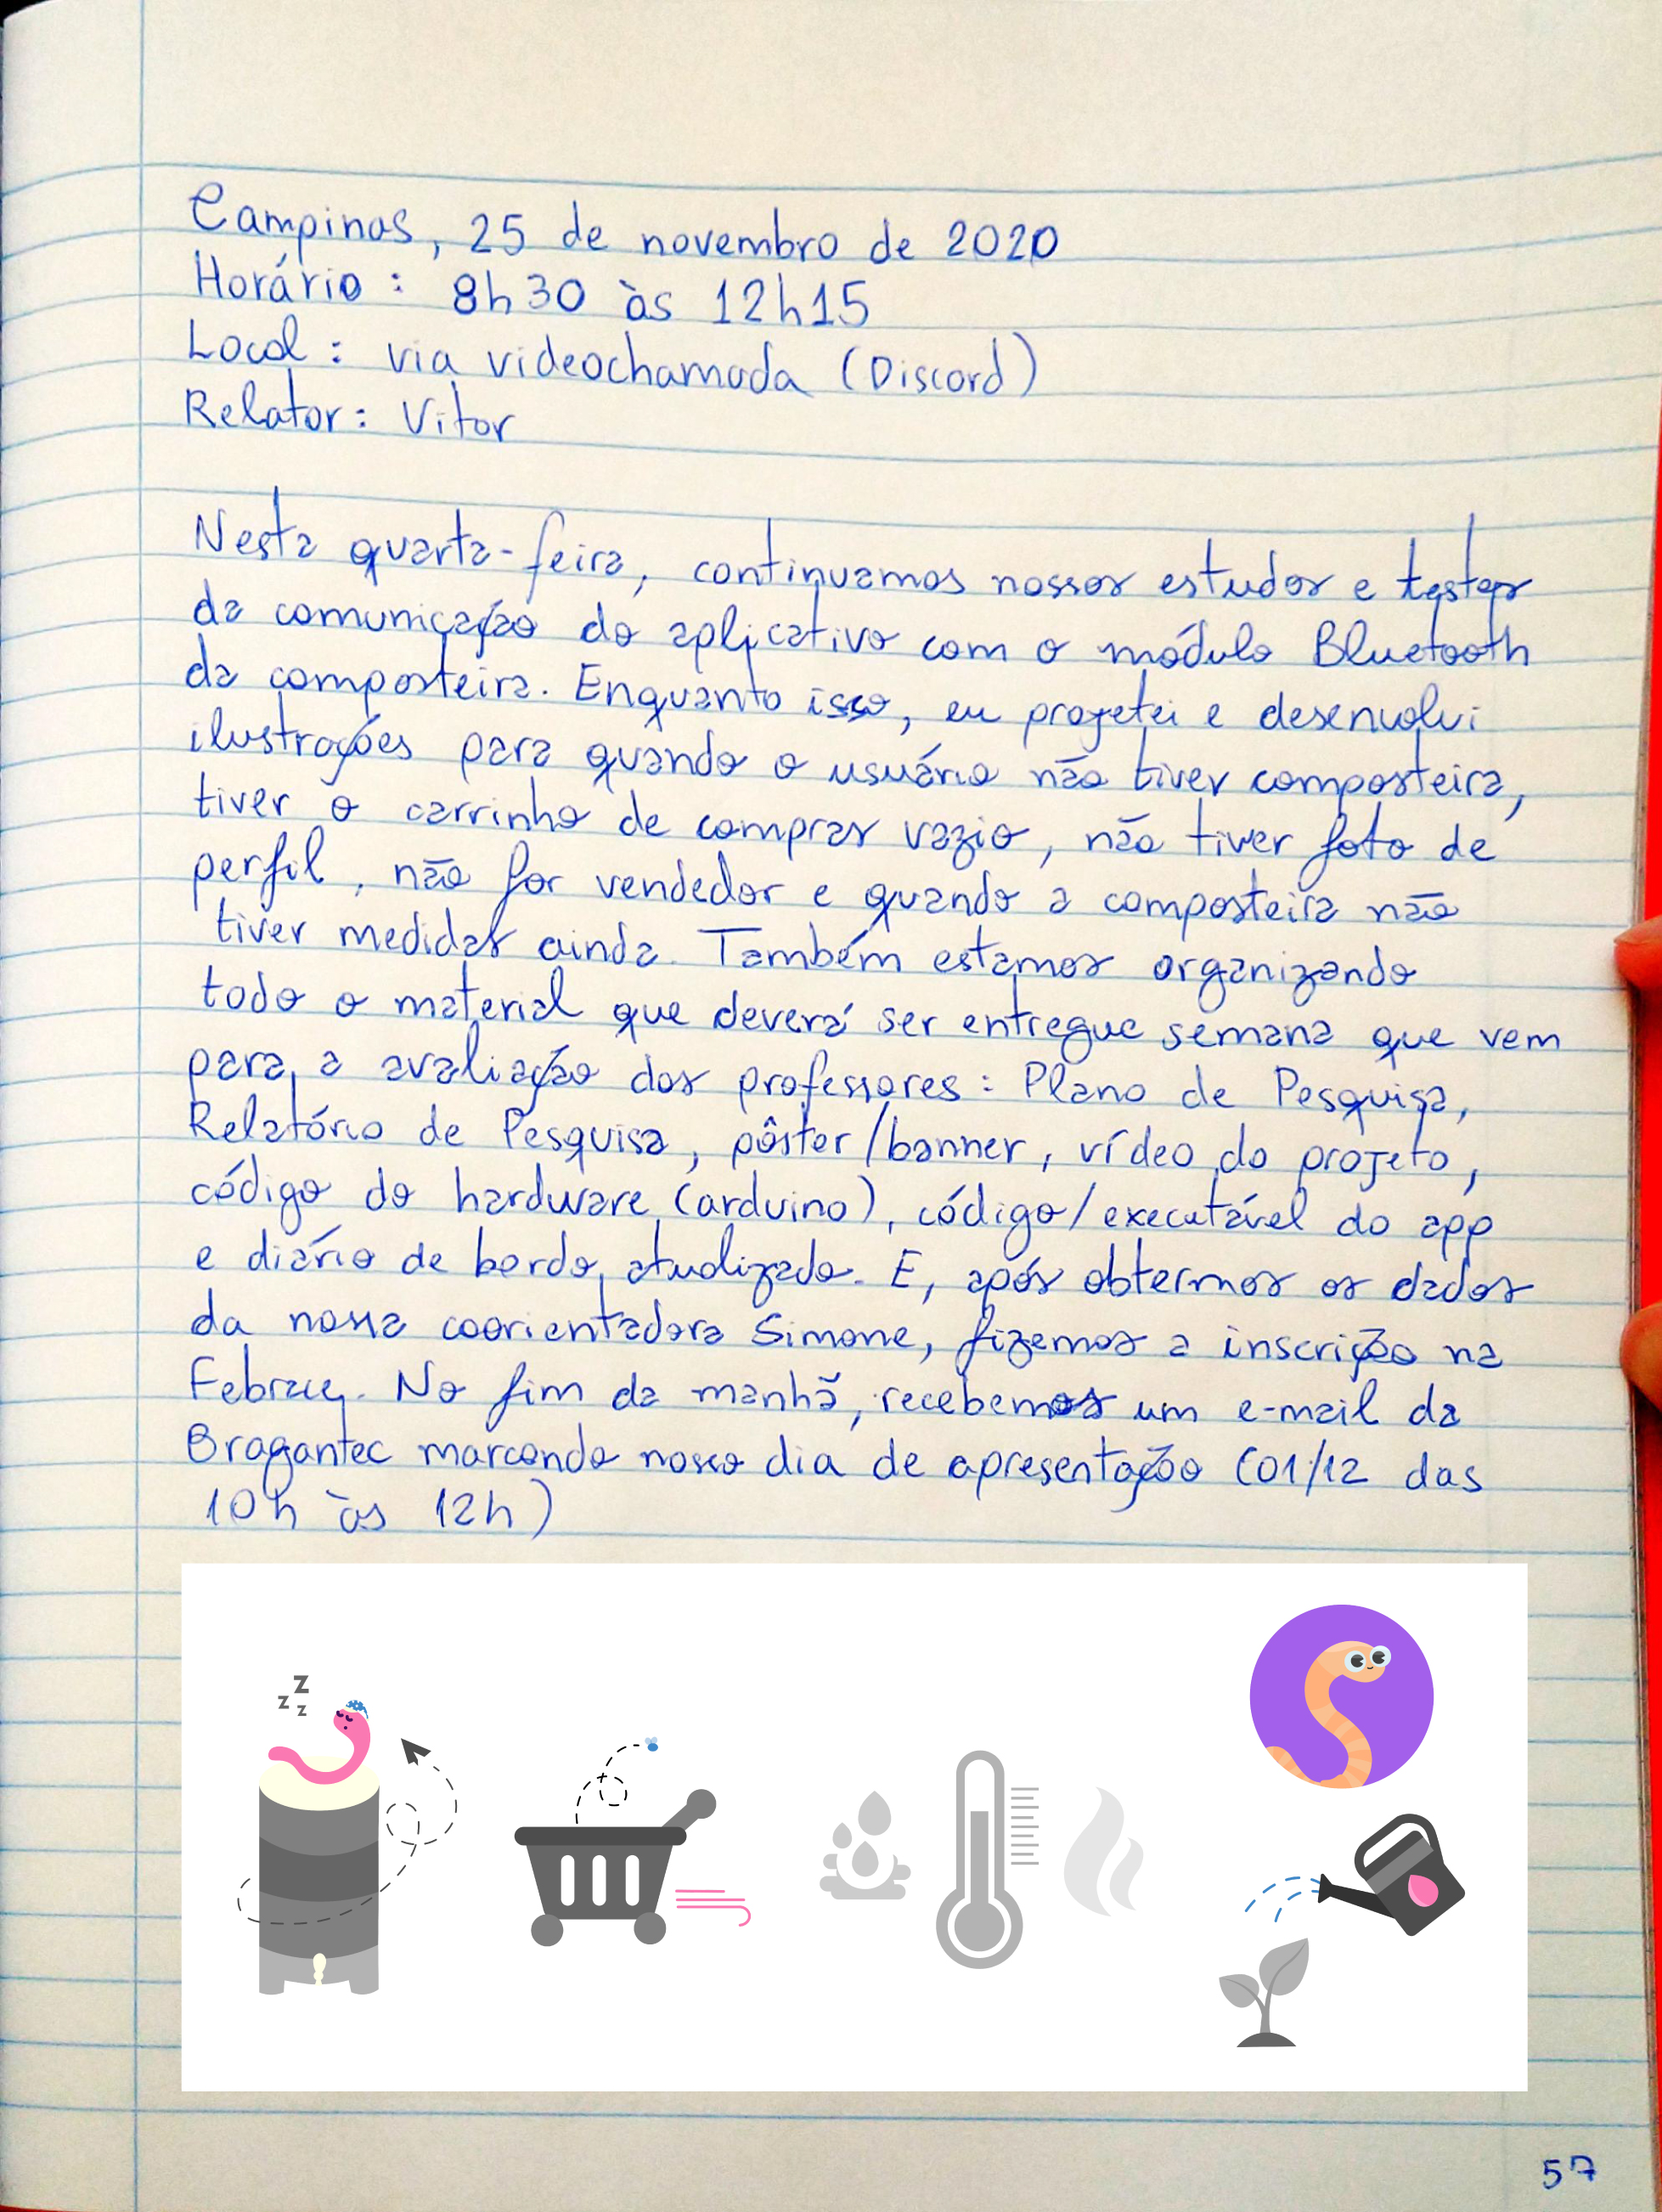 Campinas, 25 de novembro de 2020
Horário: 8h30 às 12h15
Local: via videochamada (Discord)
Relator: Vitor
Nesta quarta-feira, continuamos nossos estudos e testes
da comunicação do aplicativo com o módulo Bluetooth
da composteira. Enquanto isso, eu projetei e desenvolvi
ilustrações para quando o usuário não tiver composteira,
tiver o carrinho de compras vazio, não tiver foto de
perfil, não for vendedor e quando a composteira não
tiver medidas ainda. Também estamos organizando
todo o material que deverá ser entregue semana que vem
para a avaliação dos professores: Plano de Pesquisa,
Relatório de Pesquisa, pôster/banner, vídeo do projeto,
código do hardware (arduino), código/executável do app
e diário de bordo atualizado. E, após obtermos os dados
da nossa coorientadora Simone, fizemos a inscrição na
Febrace. No fim da manhã, recebemos um e-mail da
Bragantec marcando nosso dia de apresentação (01/12 das
10h às 12h)
z z z
57